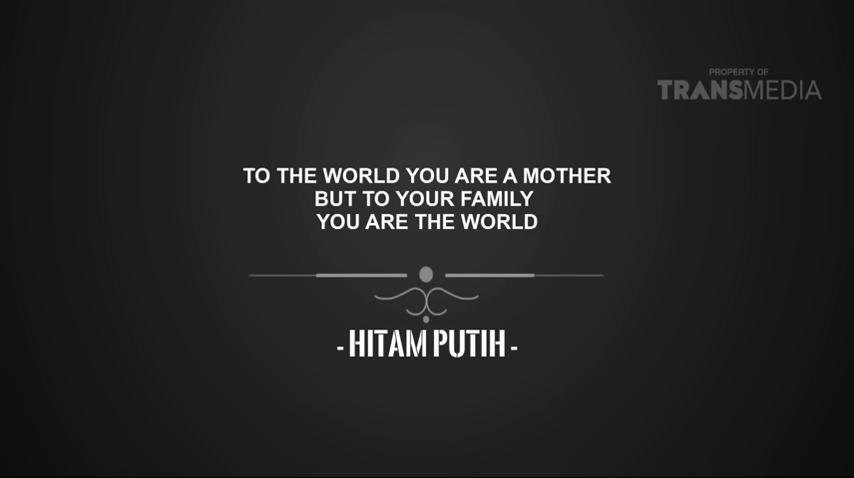 PROPERTY OF
TRANSMEDIA
TO THE WORLD YOU ARE A MOTHER
BUT TO YOUR FAMILY
YOU ARE THE WORLD
- HITAM PUTIH -